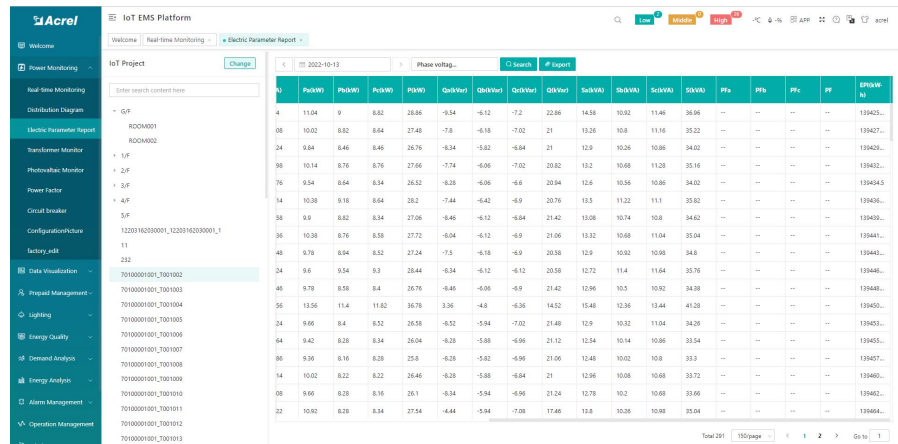 Acrel
IoT EMS Platform
Low 2 Middle High 26 -℃ -% APP acrel
Welcome Real-time Monitoring × Electric Parameter Report ×
Welcome
Power Monitoring
Real-time Monitoring
Distribution Diagram
Electric Parameter Report
Transformer Monitor
Photovaltaic Monitor
Power Factor
Circuit breaker
ConfigurationPicture
factory_edit
Data Visualization
Prepaid Management
Lighting
Energy Quality
Demand Analysis
Energy Analysis
Alarm Management
Operation Management
IoT Project Change
Enter search content here
G/F
ROOM001
ROOM002
1/F
2/F
3/F
4/F
5/F
12203162030001_12203162030001_1
11
232
70100001001_T001002
70100001001_T001003
70100001001_T001004
70100001001_T001005
70100001001_T001006
70100001001_T001007
70100001001_T001008
70100001001_T001009
70100001001_T001010
70100001001_T001011
70100001001_T001012
70100001001_T001013
< 2022-10-13 > Phase voltag... Search Export
A) Pa(kW) Pb(kW) Pc(kW) P(kW) Qa(kVar) Qb(kVar) Qc(kVar) Q(kVar) Sa(kVA) Sb(kVA) Sc(kVA) S(kVA) PFa PFb PFc PF EPI(kW-h)
4 11.04 9 8.82 28.86 -9.54 -6.12 -7.2 22.86 14.58 10.92 11.46 36.96 -- -- -- -- 139425...
08 10.02 8.82 8.64 27.48 -7.8 -6.18 -7.02 21 13.26 10.8 11.16 35.22 -- -- -- -- 139427...
24 9.84 8.46 8.46 26.76 -8.34 -5.82 -6.84 21 12.9 10.26 10.86 34.02 -- -- -- -- 139429...
98 10.14 8.76 8.76 27.66 -7.74 -6.06 -7.02 20.82 13.2 10.68 11.28 35.16 -- -- -- -- 139432...
76 9.54 8.64 8.34 26.52 -8.28 -6.06 -6.6 20.94 12.6 10.56 10.86 34.02 -- -- -- -- 139434.5
14 10.38 9.18 8.64 28.2 -7.44 -6.42 -6.9 20.76 13.5 11.22 11.1 35.82 -- -- -- -- 139436...
58 9.9 8.82 8.34 27.06 -8.46 -6.12 -6.84 21.42 13.08 10.74 10.8 34.62 -- -- -- -- 139439...
36 10.38 8.76 8.58 27.72 -8.04 -6.12 -6.9 21.06 13.32 10.68 11.04 35.04 -- -- -- -- 139441...
48 9.78 8.94 8.52 27.24 -7.5 -6.18 -6.9 20.58 12.9 10.92 10.98 34.8 -- -- -- -- 139443...
24 9.6 9.54 9.3 28.44 -8.34 -6.12 -6.12 20.58 12.72 11.4 11.64 35.76 -- -- -- -- 139446...
46 9.78 8.58 8.4 26.76 -8.46 -6.06 -6.9 21.42 12.96 10.5 10.92 34.38 -- -- -- -- 139448...
56 13.56 11.4 11.82 36.78 3.36 -4.8 -6.36 14.52 15.48 12.36 13.44 41.28 -- -- -- -- 139450...
24 9.66 8.4 8.52 26.58 -8.52 -5.94 -7.02 21.48 12.9 10.32 11.04 34.26 -- -- -- -- 139453...
64 9.42 8.28 8.34 26.04 -8.28 -5.88 -6.96 21.12 12.54 10.14 10.86 33.54 -- -- -- -- 139455...
86 9.36 8.16 8.28 25.8 -8.28 -5.82 -6.96 21.06 12.48 10.02 10.8 33.3 -- -- -- -- 139457...
14 10.02 8.22 8.22 26.46 -8.28 -5.88 -6.84 21 12.96 10.08 10.68 33.72 -- -- -- -- 139460...
08 9.66 8.28 8.16 26.1 -8.34 -5.94 -6.96 21.24 12.78 10.2 10.68 33.66 -- -- -- -- 139462...
22 10.92 8.28 8.34 27.54 -4.44 -5.94 -7.08 17.46 13.8 10.26 10.98 35.04 -- -- -- -- 139464...
Total 291 150/page < 1 2 > Go to 1